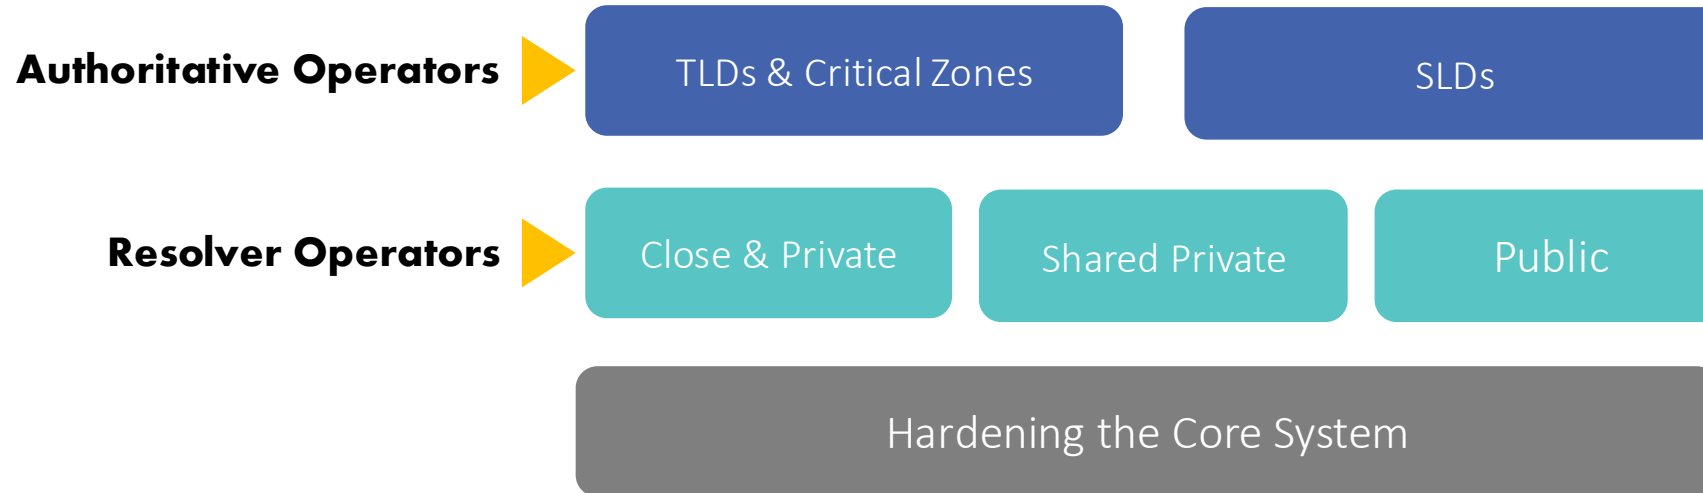 Authoritative Operators
TLDs & Critical Zones
SLDs
Resolver Operators
Close & Private
Shared Private
Public
Hardening the Core System